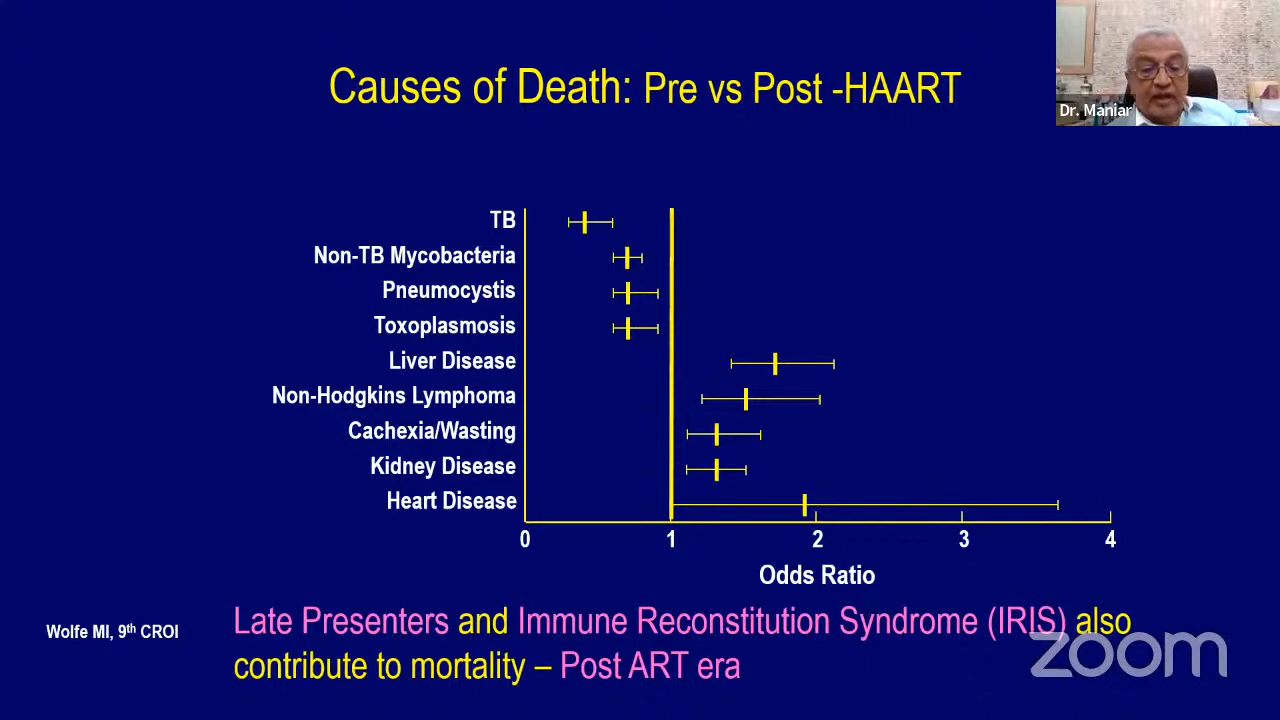 Causes of Death: Pre vs Post -HAART
Dr. Maniar
TB
Non-TB Mycobacteria
Pneumocystis
Toxoplasmosis
Liver Disease
Non-Hodgkins Lymphoma
Cachexia/Wasting
Kidney Disease
Heart Disease
0 1 2 3 4
Odds Ratio
Late Presenters and Immune Reconstitution Syndrome (IRIS) also
contribute to mortality – Post ART era
Wolfe MI, 9th CROI
zoom